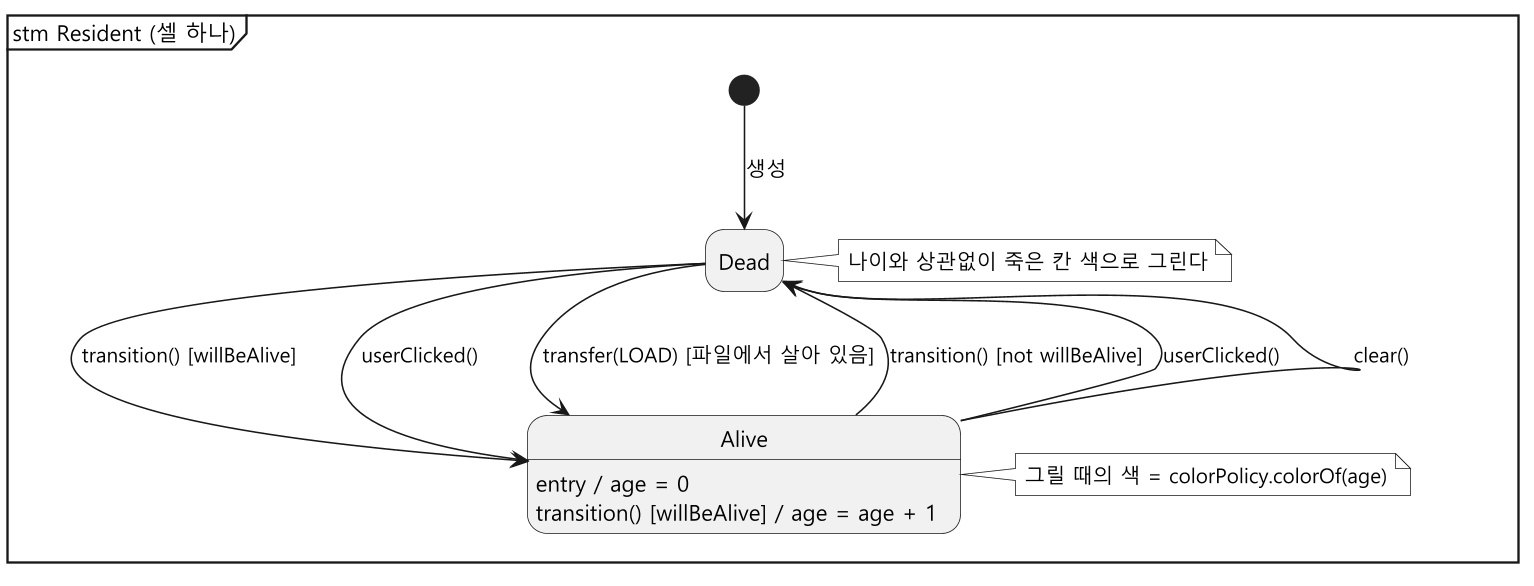 stm Resident (셀 하나)
생성
Dead
나이와 상관없이 죽은 칸 색으로 그린다
transition() [willBeAlive]
userClicked()
transfer(LOAD) [파일에서 살아 있음]
transition() [not willBeAlive]
userClicked()
clear()
Alive
entry / age = 0
transition() [willBeAlive] / age = age + 1
그릴 때의 색 = colorPolicy.colorOf(age)